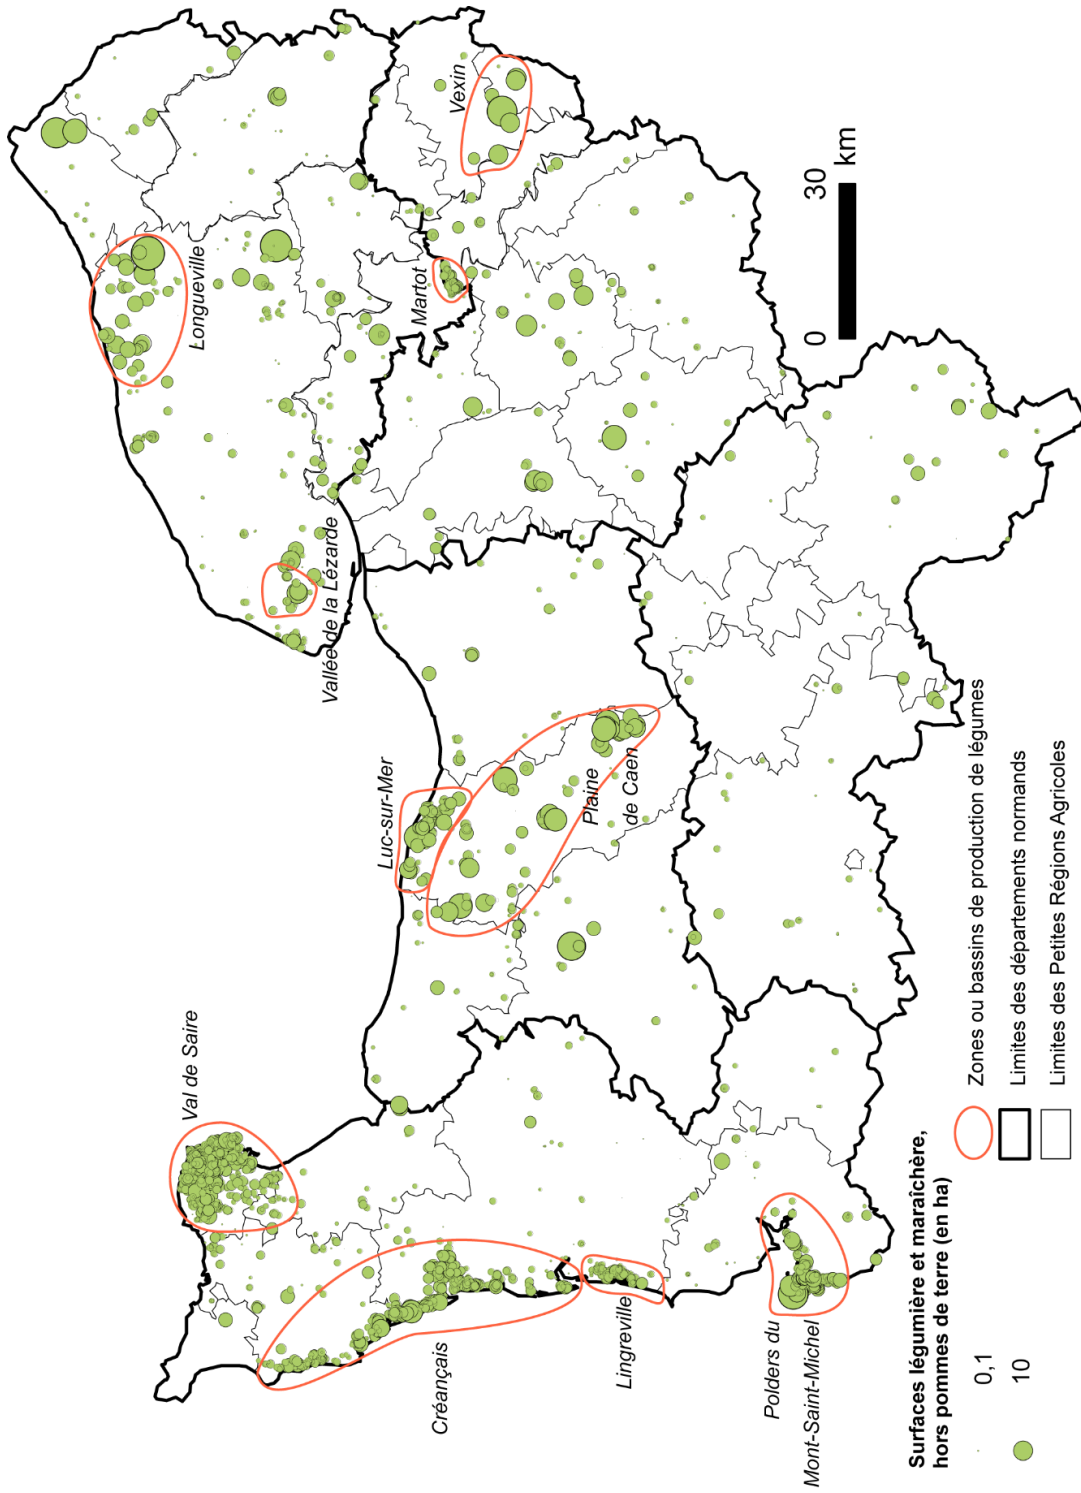 Val de Saire
Créançais
Lingreville
Polders du
Mont-Saint-Michel
Luc-sur-Mer
Plaine
de Caen
Vallée de la Lézarde
Longueville
Martot
Vexin
0 30
km
Surfaces légumière et maraîchère,
hors pommes de terre (en ha)
0,1
10
Zones ou bassins de production de légumes
Limites des départements normands
Limites des Petites Régions Agricoles